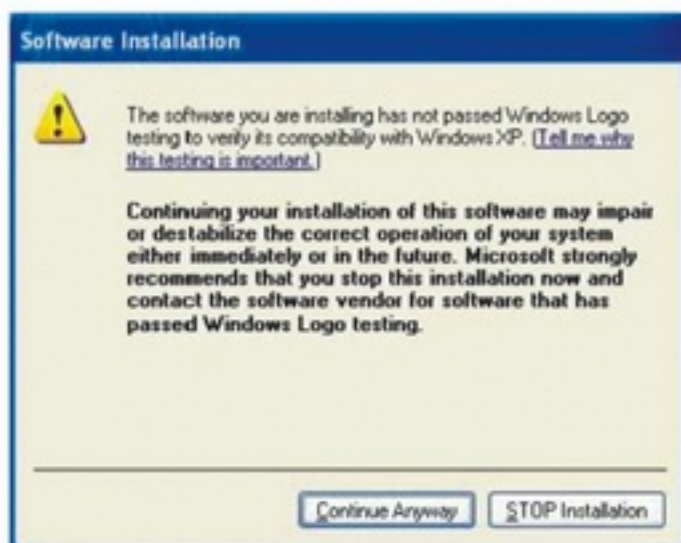 Software Installation
The software you are installing has not passed Windows Logo
testing to verify its compatibility with Windows XP. (Tell me why
this testing is important.)
Continuing your installation of this software may impair
or destabilize the correct operation of your system
either immediately or in the future. Microsoft strongly
recommends that you stop this installation now and
contact the software vendor for software that has
passed Windows Logo testing.
Continue Anyway STOP Installation